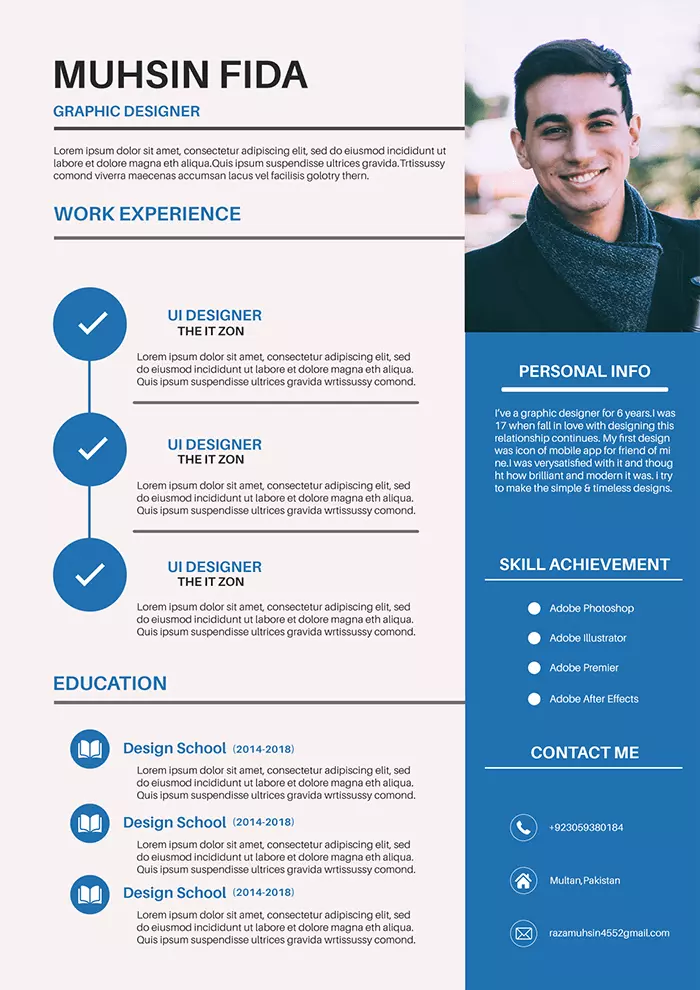 MUHSIN FIDA
GRAPHIC DESIGNER
Lorem ipsum dolor sit amet, consectetur adipiscing elit, sed do eiusmod incididunt ut
labore et dolore magna eth aliqua.Quis ipsum suspendisse ultrices gravida.Trtissussy
comond viverra maecenas accumsan lacus vel facilisis golotry thern.
WORK EXPERIENCE
UI DESIGNER
THE IT ZON
Lorem ipsum dolor sit amet, consectetur adipiscing elit, sed
do eiusmod incididunt ut labore et dolore magna eth aliqua.
Quis ipsum suspendisse ultrices gravida wrtissussy comond.
UI DESIGNER
THE IT ZON
Lorem ipsum dolor sit amet, consectetur adipiscing elit, sed
do eiusmod incididunt ut labore et dolore magna eth aliqua.
Quis ipsum suspendisse ultrices gravida wrtissussy comond.
UI DESIGNER
THE IT ZON
Lorem ipsum dolor sit amet, consectetur adipiscing elit, sed
do eiusmod incididunt ut labore et dolore magna eth aliqua.
Quis ipsum suspendisse ultrices gravida wrtissussy comond.
EDUCATION
Design School (2014-2018)
Lorem ipsum dolor sit amet, consectetur adipiscing elit, sed
do eiusmod incididunt ut labore et dolore magna eth aliqua.
Quis ipsum suspendisse ultrices gravida wrtissussy comond.
Design School (2014-2018)
Lorem ipsum dolor sit amet, consectetur adipiscing elit, sed
do eiusmod incididunt ut labore et dolore magna eth aliqua.
Quis ipsum suspendisse ultrices gravida wrtissussy comond.
Design School (2014-2018)
Lorem ipsum dolor sit amet, consectetur adipiscing elit, sed
do eiusmod incididunt ut labore et dolore magna eth aliqua.
Quis ipsum suspendisse ultrices gravida wrtissussy comond.
PERSONAL INFO
I've a graphic designer for 6 years.I was
17 when fall in love with designing this
relationship continues. My first design
was icon of mobile app for friend of mi
ne.I was verysatisfied with it and thoug
ht how brilliant and modern it was. I try
to make the simple & timeless designs.
SKILL ACHIEVEMENT
Adobe Photoshop
Adobe Illustrator
Adobe Premier
Adobe After Effects
CONTACT ME
+923059380184
Multan,Pakistan
razamuhsin4552gmail.com